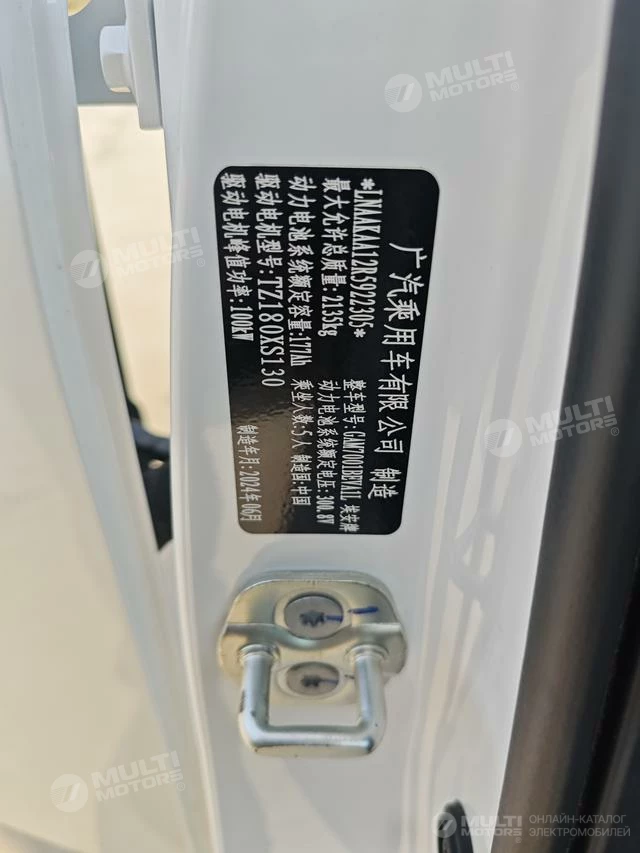 广汽乘用车有限公司 制造
*LNAAKAA12R5922305* 整车型号:GAM7001BEVA1L 埃安牌
最大允许总质量:2135kg 动力电池系统额定电压:300.8V
动力电池系统额定容量:177Ah 乘坐人数:5人 制造国:中国
驱动电机型号:TZ180XS130
驱动电机峰值功率:100kW 制造年月:2024年06月
MULTI MOTORS
MULTI MOTORS
MULTI MOTORS
MULTI MOTORS
MULTI MOTORS
ОНЛАЙН-КАТАЛОГ
ЭЛЕКТРОМОБИЛЕЙ